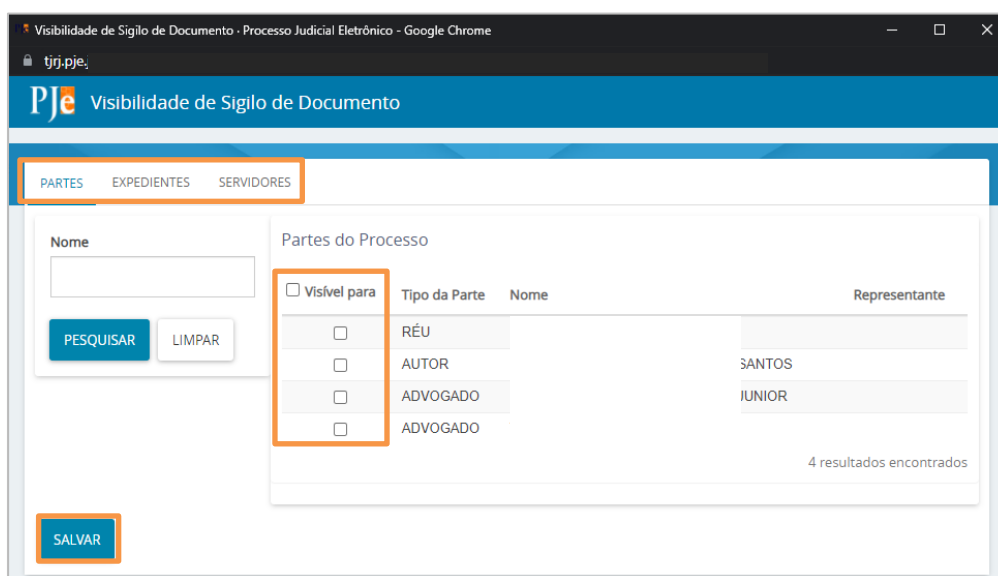 Visibilidade de Sigilo de Documento · Processo Judicial Eletrônico - Google Chrome
tjrj.pje.
PJe Visibilidade de Sigilo de Documento
PARTES EXPEDIENTES SERVIDORES
Nome
PESQUISAR LIMPAR
Partes do Processo
Visível para Tipo da Parte Nome Representante
RÉU
AUTOR SANTOS
ADVOGADO JUNIOR
ADVOGADO
4 resultados encontrados
SALVAR